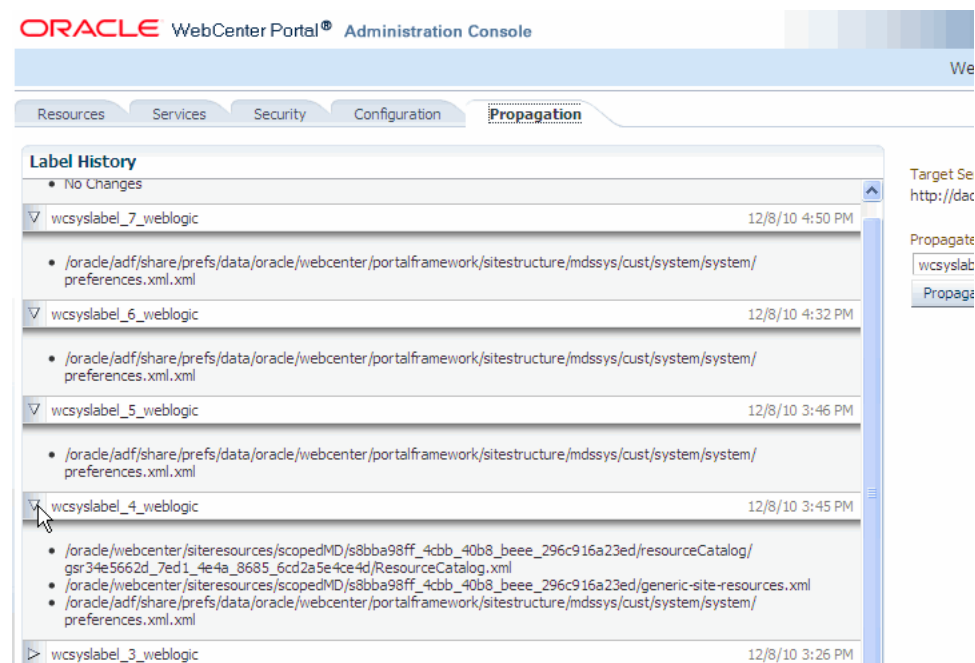 ORACLE WebCenter Portal® Administration Console
We
Resources Services Security Configuration Propagation
Label History
• No Changes
wcsyslabel_7_weblogic 12/8/10 4:50 PM
• /oracle/adf/share/prefs/data/oracle/webcenter/portalframework/sitestructure/mdssys/cust/system/system/
preferences.xml.xml
wcsyslabel_6_weblogic 12/8/10 4:32 PM
• /oracle/adf/share/prefs/data/oracle/webcenter/portalframework/sitestructure/mdssys/cust/system/system/
preferences.xml.xml
wcsyslabel_5_weblogic 12/8/10 3:46 PM
• /oracle/adf/share/prefs/data/oracle/webcenter/portalframework/sitestructure/mdssys/cust/system/system/
preferences.xml.xml
wcsyslabel_4_weblogic 12/8/10 3:45 PM
• /oracle/webcenter/siteresources/scopedMD/s8bba98ff_4cbb_40b8_beee_296c916a23ed/resourceCatalog/
gsr34e5662d_7ed1_4e4a_8685_6cd2a5e4ce4d/ResourceCatalog.xml
• /oracle/webcenter/siteresources/scopedMD/s8bba98ff_4cbb_40b8_beee_296c916a23ed/generic-site-resources.xml
• /oracle/adf/share/prefs/data/oracle/webcenter/portalframework/sitestructure/mdssys/cust/system/system/
preferences.xml.xml
wcsyslabel_3_weblogic 12/8/10 3:26 PM
Target Se
http://dad
Propagate
wcsyslab
Propaga